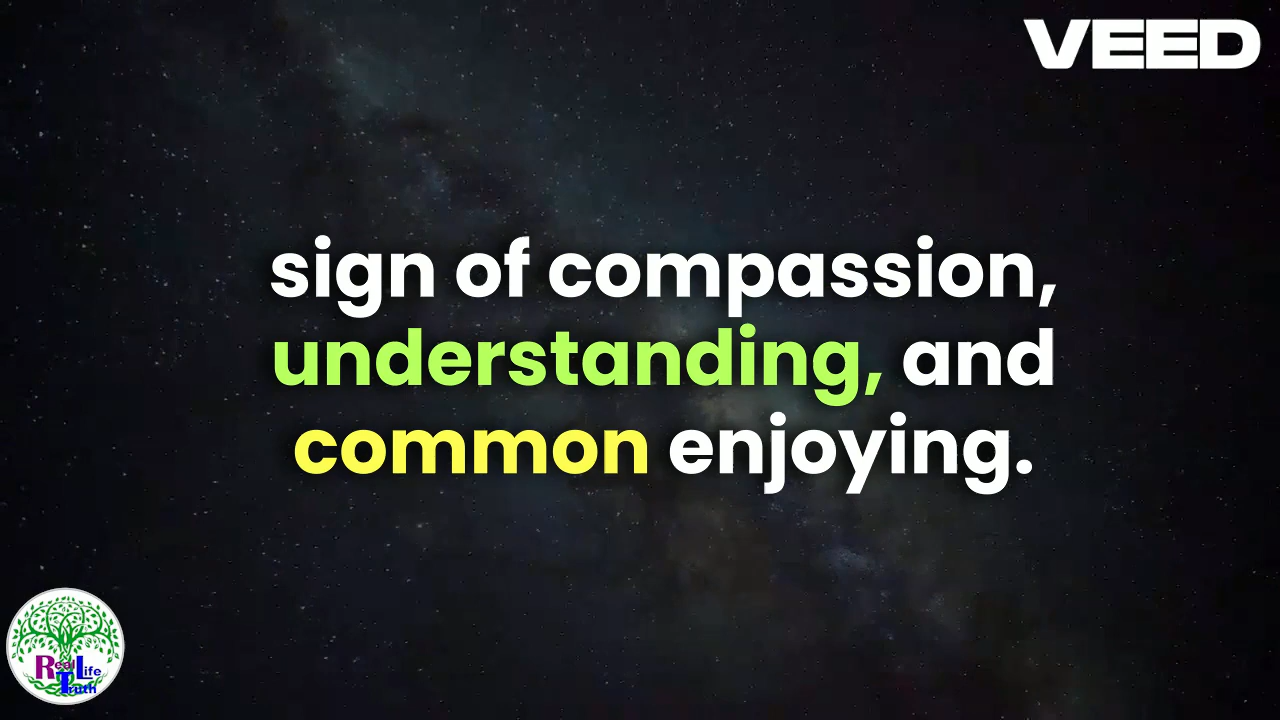 VEED
sign of compassion,
understanding, and
common enjoying.
Real Life
Truth